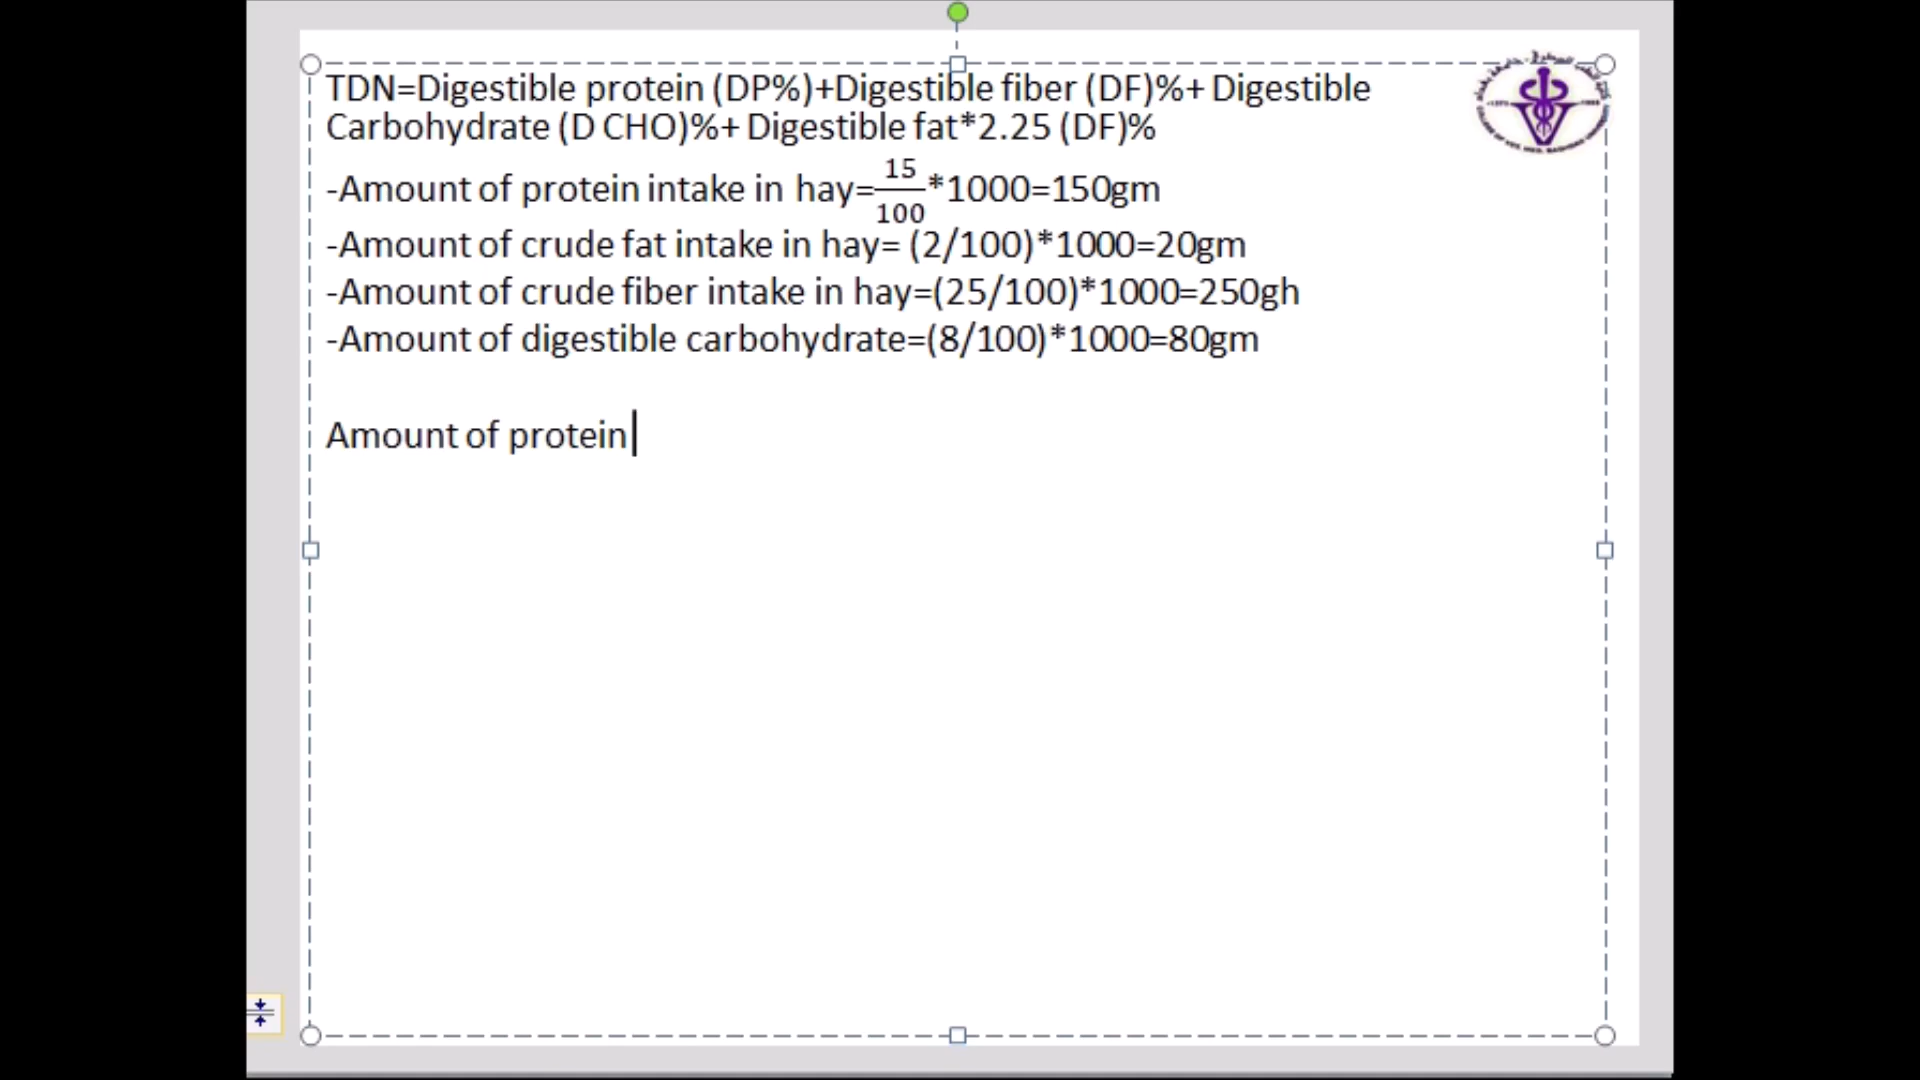 TDN=Digestible protein (DP%)+Digestible fiber (DF)%+ Digestible
Carbohydrate (D CHO)%+ Digestible fat*2.25 (DF)%
-Amount of protein intake in hay=15/100*1000=150gm
-Amount of crude fat intake in hay= (2/100)*1000=20gm
-Amount of crude fiber intake in hay=(25/100)*1000=250gh
-Amount of digestible carbohydrate=(8/100)*1000=80gm
Amount of protein